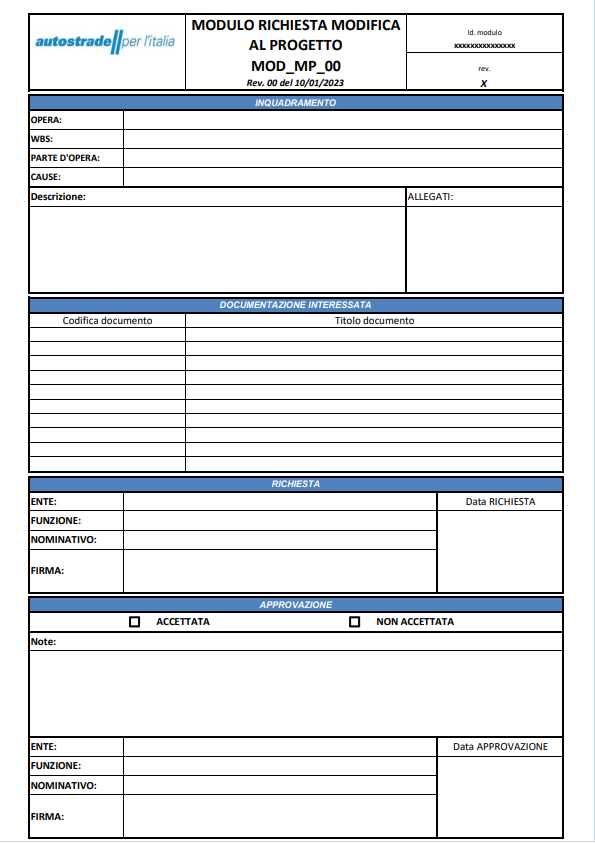 autostrade per l'italia
MODULO RICHIESTA MODIFICA
AL PROGETTO
MOD_MP_00
Rev. 00 del 10/01/2023
Id. modulo
xxxxxxxxxxxxxxx
rev.
X
INQUADRAMENTO
OPERA:
WBS:
PARTE D'OPERA:
CAUSE:
Descrizione:
ALLEGATI:
DOCUMENTAZIONE INTERESSATA
Codifica documento
Titolo documento
RICHIESTA
ENTE:
Data RICHIESTA
FUNZIONE:
NOMINATIVO:
FIRMA:
APPROVAZIONE
ACCETTATA
NON ACCETTATA
Note:
ENTE:
Data APPROVAZIONE
FUNZIONE:
NOMINATIVO:
FIRMA: